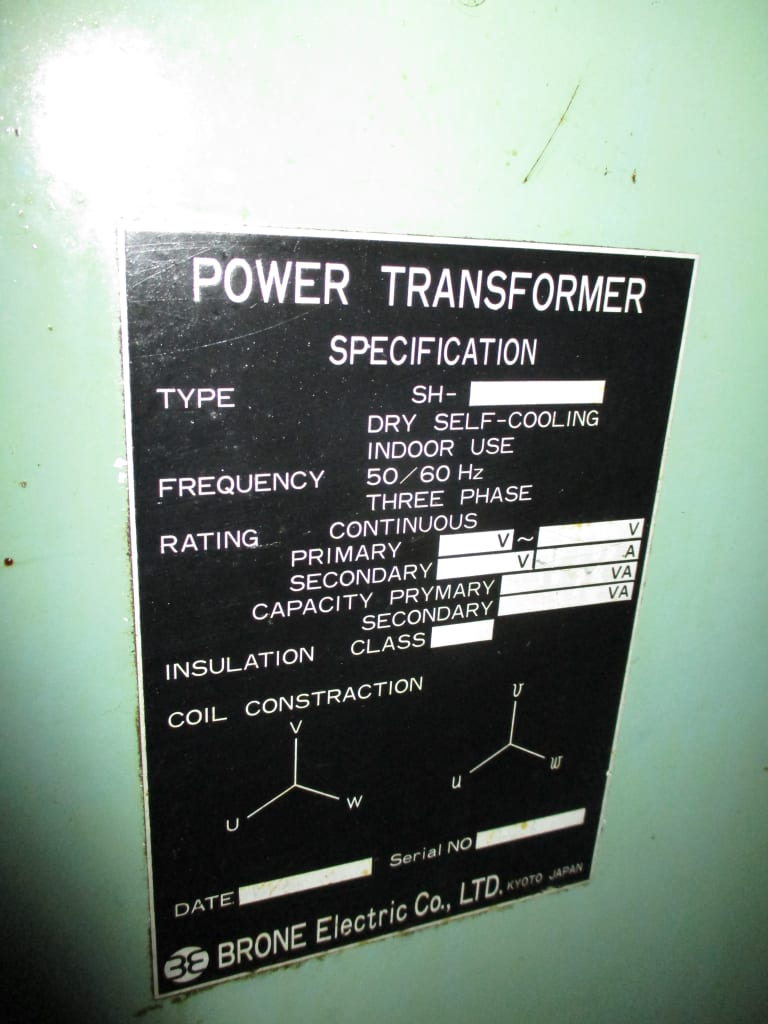 POWER TRANSFORMER
SPECIFICATION
TYPE SH-
DRY SELF-COOLING
INDOOR USE
FREQUENCY 50/60 Hz
THREE PHASE
RATING CONTINUOUS
PRIMARY V ~ V
SECONDARY V A
CAPACITY PRYMARY VA
SECONDARY VA
INSULATION CLASS
COIL CONSTRACTION
V
U W
υ
u w
DATE Serial NO
BE BRONE Electric Co., LTD. KYOTO JAPAN